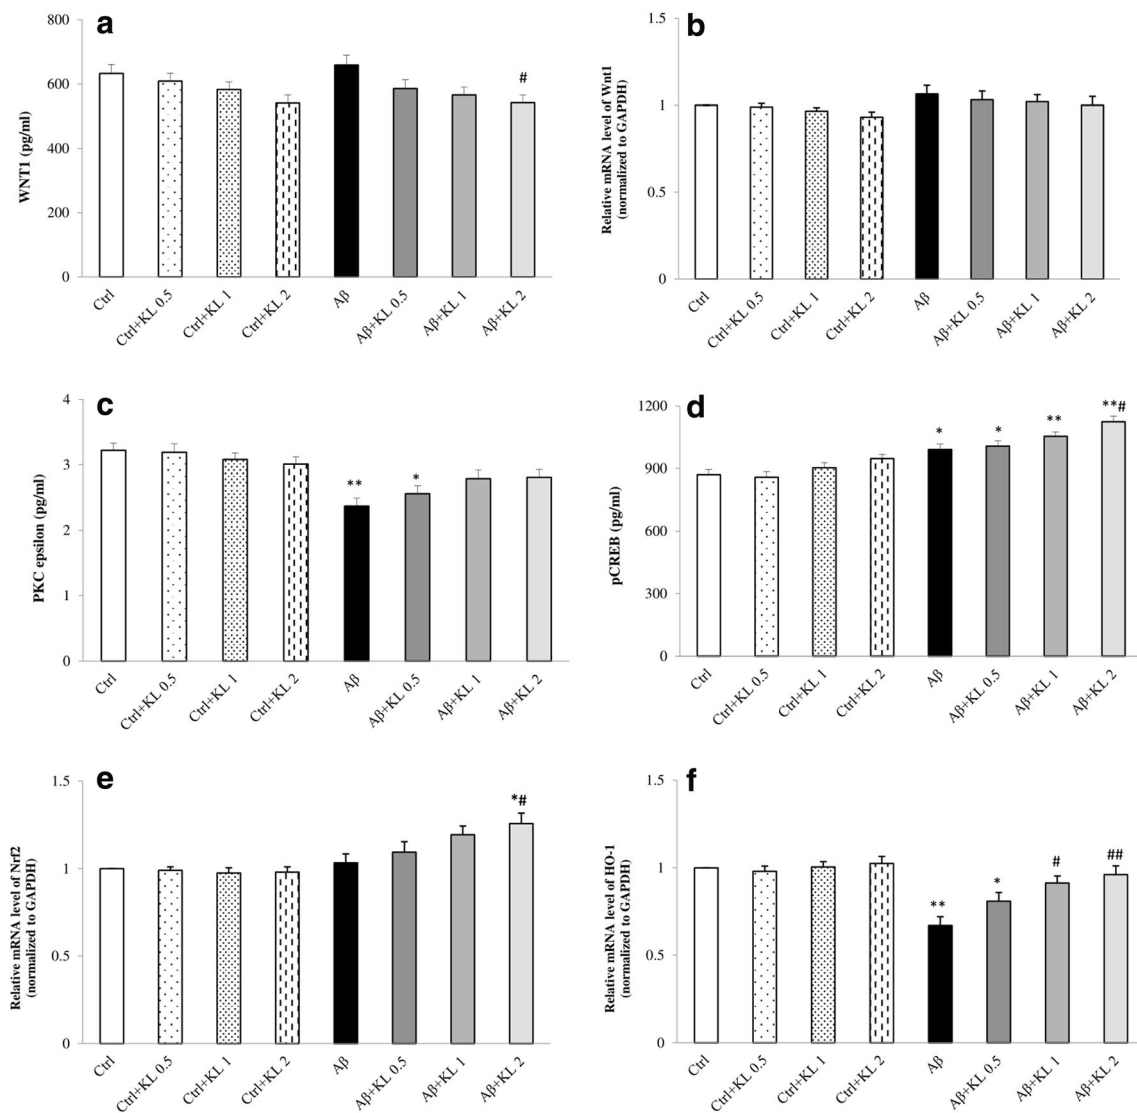 a
WNT1 (pg/ml)
800
600
400
200
0
#
Ctrl
Ctrl+KL 0.5
Ctrl+KL 1
Ctrl+KL 2
Aβ
Aβ+KL 0.5
Aβ+KL 1
Aβ+KL 2
b
Relative mRNA level of Wnt1
(normalized to GAPDH)
1.5
1
0.5
0
Ctrl
Ctrl+KL 0.5
Ctrl+KL 1
Ctrl+KL 2
Aβ
Aβ+KL 0.5
Aβ+KL 1
Aβ+KL 2
c
PKC epsilon (pg/ml)
4
3
2
1
0
**
*
Ctrl
Ctrl+KL 0.5
Ctrl+KL 1
Ctrl+KL 2
Aβ
Aβ+KL 0.5
Aβ+KL 1
Aβ+KL 2
d
pCREB (pg/ml)
1200
900
600
300
0
*
*
**
**#
Ctrl
Ctrl+KL 0.5
Ctrl+KL 1
Ctrl+KL 2
Aβ
Aβ+KL 0.5
Aβ+KL 1
Aβ+KL 2
e
Relative mRNA level of Nrf2
(normalized to GAPDH)
1.5
1
0.5
0
*#
Ctrl
Ctrl+KL 0.5
Ctrl+KL 1
Ctrl+KL 2
Aβ
Aβ+KL 0.5
Aβ+KL 1
Aβ+KL 2
f
Relative mRNA level of HO-1
(normalized to GAPDH)
1.5
1
0.5
0
**
*
#
##
Ctrl
Ctrl+KL 0.5
Ctrl+KL 1
Ctrl+KL 2
Aβ
Aβ+KL 0.5
Aβ+KL 1
Aβ+KL 2